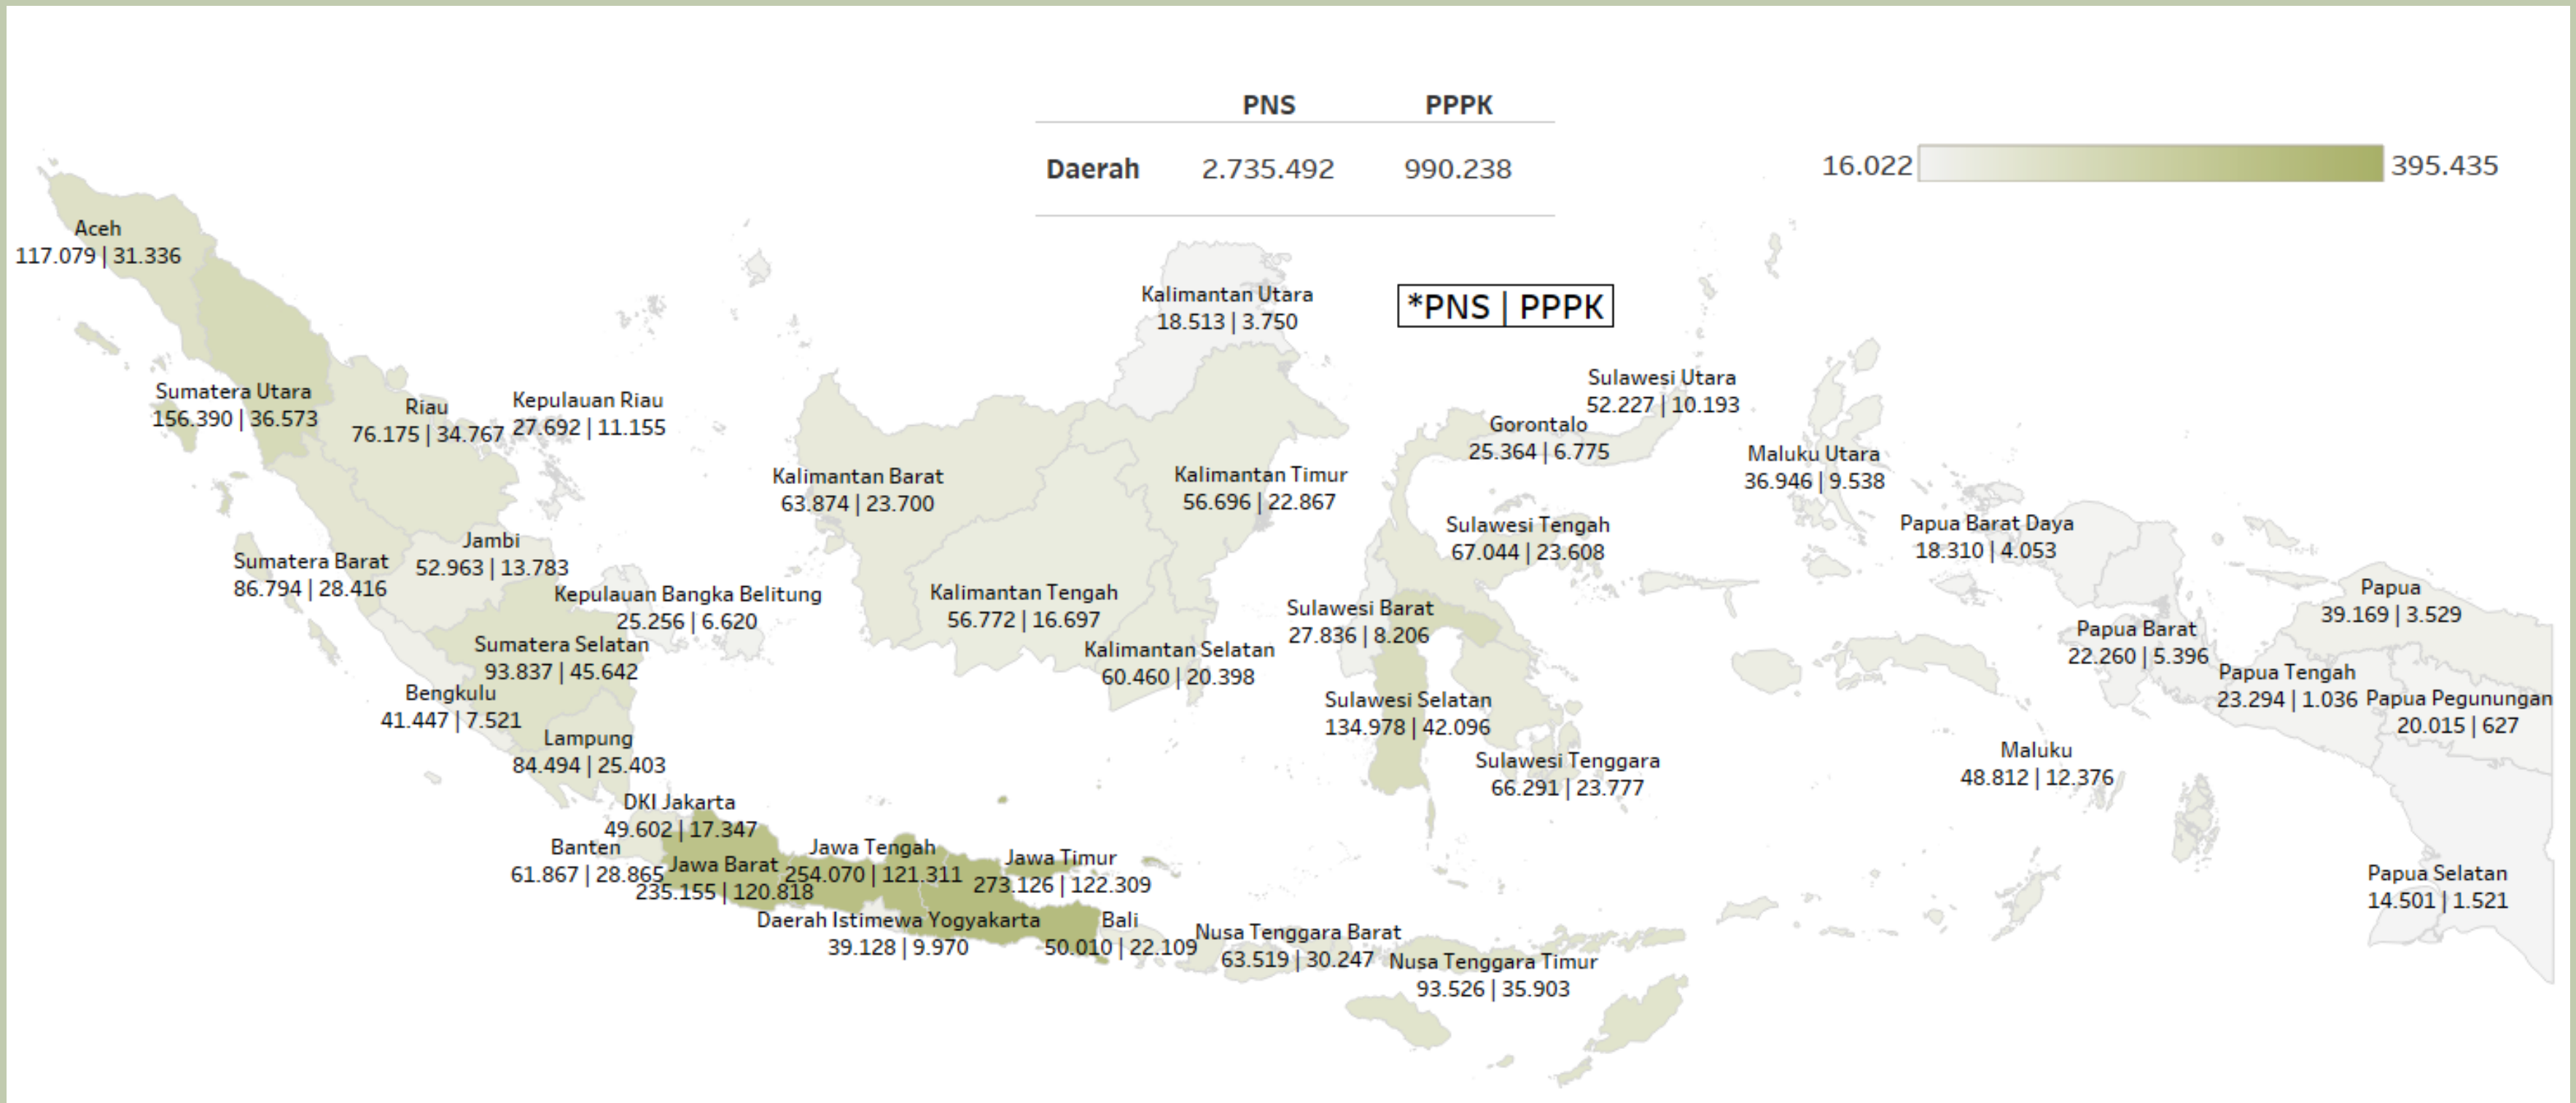 PNS PPPK
Daerah 2.735.492 990.238
16.022 395.435
*PNS | PPPK
Aceh
117.079 | 31.336
Sumatera Utara
156.390 | 36.573
Riau
76.175 | 34.767
Kepulauan Riau
27.692 | 11.155
Sumatera Barat
86.794 | 28.416
Jambi
52.963 | 13.783
Kepulauan Bangka Belitung
25.256 | 6.620
Sumatera Selatan
93.837 | 45.642
Bengkulu
41.447 | 7.521
Lampung
84.494 | 25.403
DKI Jakarta
49.602 | 17.347
Banten
61.867 | 28.865
Jawa Barat
235.155 | 120.818
Jawa Tengah
254.070 | 121.311
Jawa Timur
273.126 | 122.309
Daerah Istimewa Yogyakarta
39.128 | 9.970
Bali
50.010 | 22.109
Nusa Tenggara Barat
63.519 | 30.247
Nusa Tenggara Timur
93.526 | 35.903
Kalimantan Utara
18.513 | 3.750
Kalimantan Barat
63.874 | 23.700
Kalimantan Timur
56.696 | 22.867
Kalimantan Tengah
56.772 | 16.697
Kalimantan Selatan
60.460 | 20.398
Sulawesi Utara
52.227 | 10.193
Gorontalo
25.364 | 6.775
Sulawesi Tengah
67.044 | 23.608
Sulawesi Barat
27.836 | 8.206
Sulawesi Selatan
134.978 | 42.096
Sulawesi Tenggara
66.291 | 23.777
Maluku Utara
36.946 | 9.538
Maluku
48.812 | 12.376
Papua Barat Daya
18.310 | 4.053
Papua Barat
22.260 | 5.396
Papua
39.169 | 3.529
Papua Tengah
23.294 | 1.036
Papua Pegunungan
20.015 | 627
Papua Selatan
14.501 | 1.521